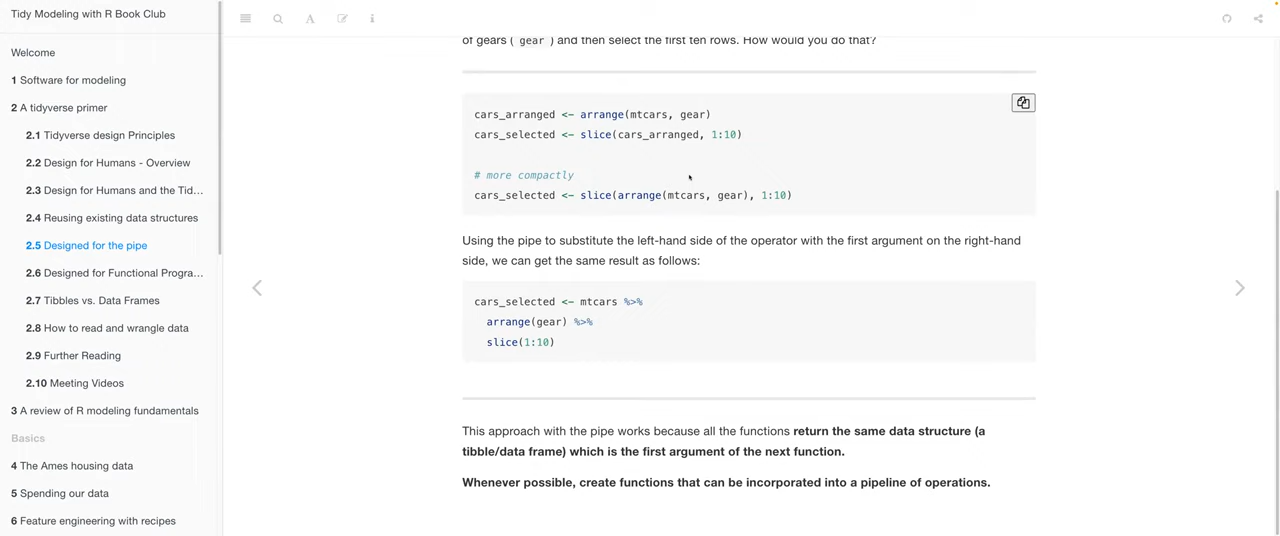 Tidy Modeling with R Book Club
Welcome
1 Software for modeling
2 A tidyverse primer
2.1 Tidyverse design Principles
2.2 Design for Humans - Overview
2.3 Design for Humans and the Tid…
2.4 Reusing existing data structures
2.5 Designed for the pipe
2.6 Designed for Functional Progra…
2.7 Tibbles vs. Data Frames
2.8 How to read and wrangle data
2.9 Further Reading
2.10 Meeting Videos
3 A review of R modeling fundamentals
Basics
4 The Ames housing data
5 Spending our data
6 Feature engineering with recipes
A
of gears ( gear ) and then select the first ten rows. How would you do that?
cars_arranged <- arrange(mtcars, gear)
cars_selected <- slice(cars_arranged, 1:10)
# more compactly
cars_selected <- slice(arrange(mtcars, gear), 1:10)
Using the pipe to substitute the left-hand side of the operator with the first argument on the right-hand
side, we can get the same result as follows:
cars_selected <- mtcars %>%
arrange(gear) %>%
slice(1:10)
This approach with the pipe works because all the functions return the same data structure (a
tibble/data frame) which is the first argument of the next function.
Whenever possible, create functions that can be incorporated into a pipeline of operations.